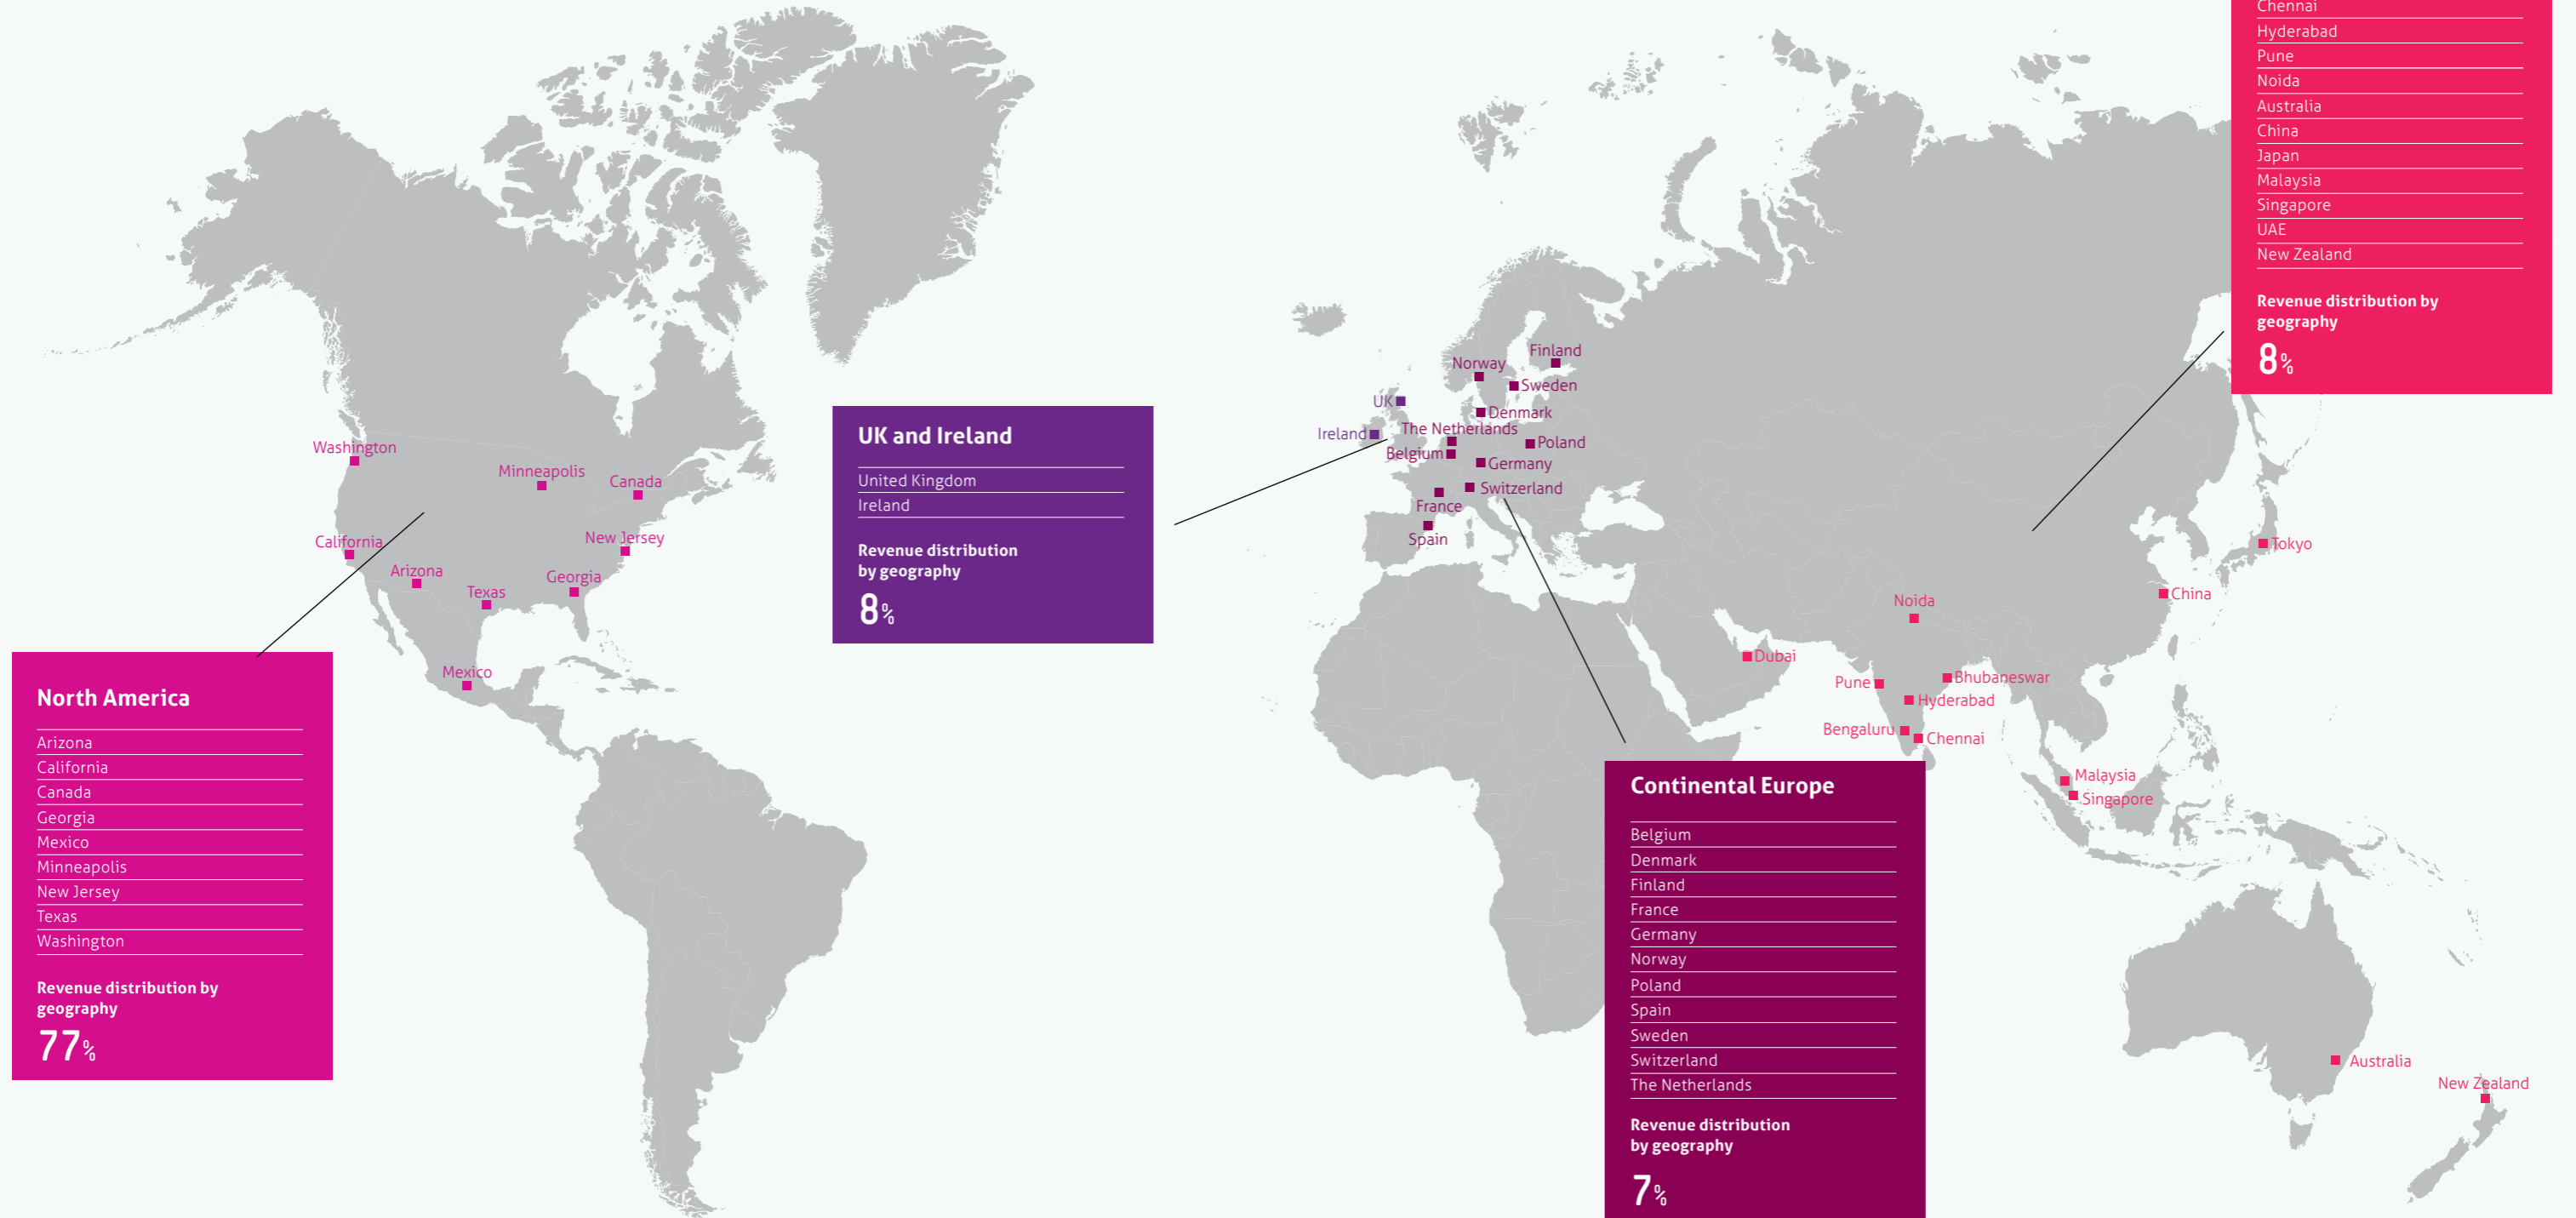 Chennai
Hyderabad
Pune
Noida
Australia
China
Japan
Malaysia
Singapore
UAE
New Zealand
Revenue distribution by
geography
8%
Finland
Norway
Sweden
UK
Denmark
The Netherlands
Ireland
Poland
Belgium
Germany
Switzerland
France
Spain
UK and Ireland
United Kingdom
Ireland
Revenue distribution
by geography
8%
Washington
Minneapolis
Canada
California
New Jersey
Arizona
Georgia
Texas
Mexico
Tokyo
China
Noida
Dubai
Bhubaneswar
Pune
Hyderabad
Bengaluru
Chennai
Malaysia
Singapore
Australia
New Zealand
North America
Arizona
California
Canada
Georgia
Mexico
Minneapolis
New Jersey
Texas
Washington
Revenue distribution by
geography
77%
Continental Europe
Belgium
Denmark
Finland
France
Germany
Norway
Poland
Spain
Sweden
Switzerland
The Netherlands
Revenue distribution
by geography
7%